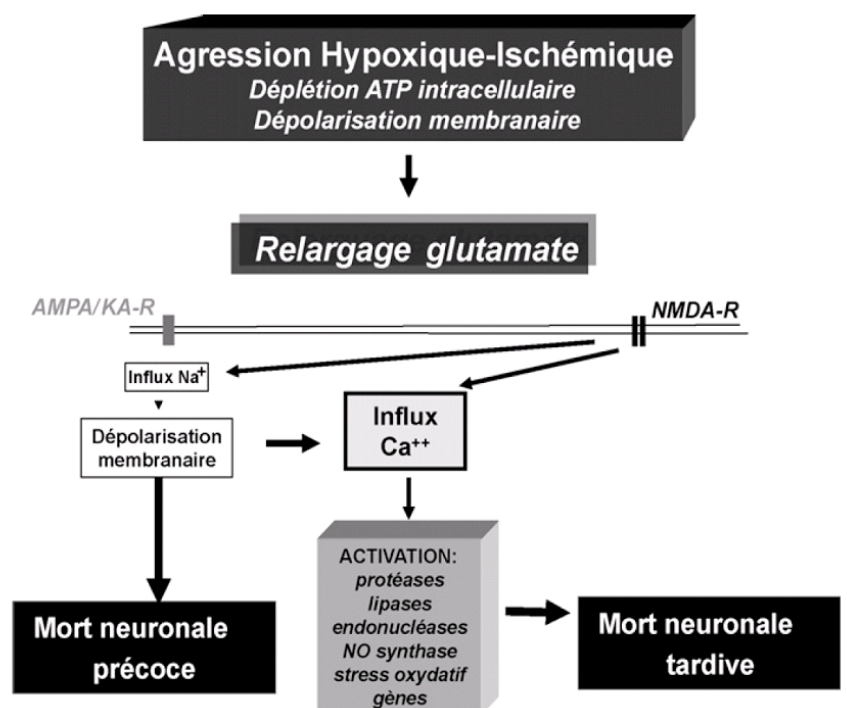 Agression Hypoxique-Ischémique
Déplétion ATP intracellulaire
Dépolarisation membranaire
Relargage glutamate
AMPA/KA-R
NMDA-R
Influx Na+
Dépolarisation
membranaire
Influx
Ca++
ACTIVATION:
protéases
lipases
endonucléases
NO synthase
stress oxydatif
gènes
Mort neuronale
précoce
Mort neuronale
tardive